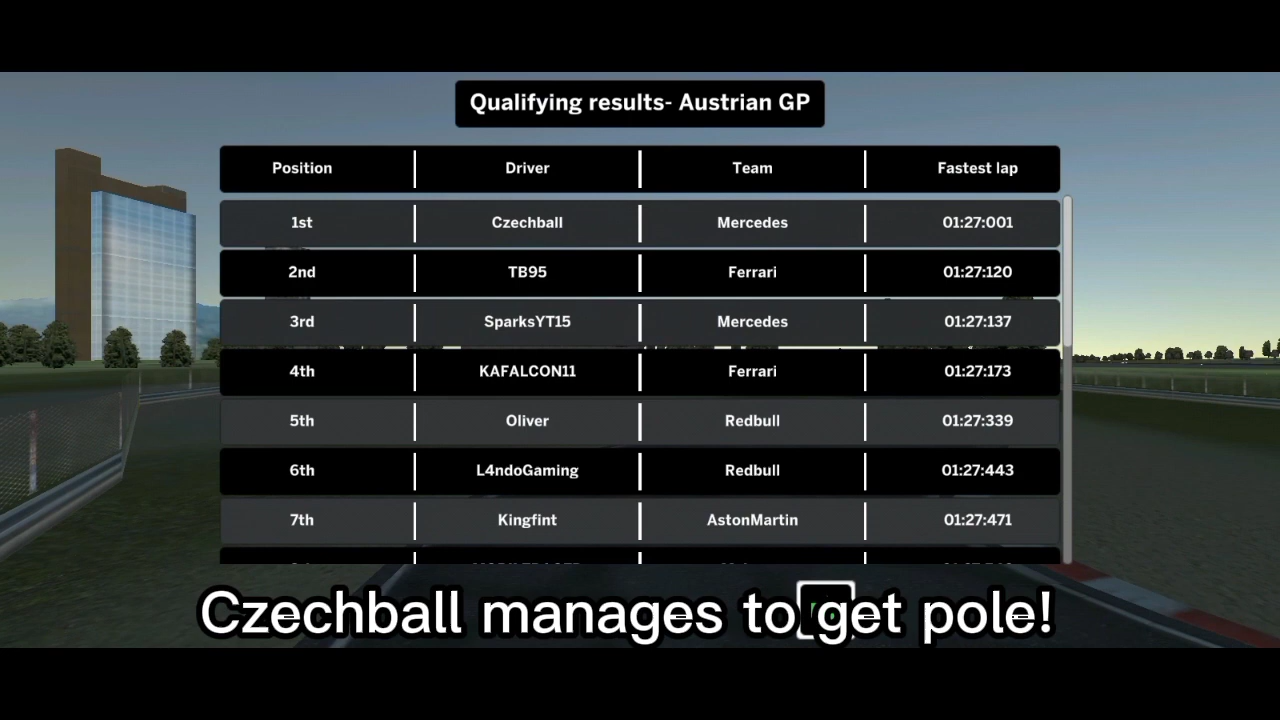 Qualifying results- Austrian GP
Position Driver Team Fastest lap
1st Czechball Mercedes 01:27:001
2nd TB95 Ferrari 01:27:120
3rd SparksYT15 Mercedes 01:27:137
4th KAFALCON11 Ferrari 01:27:173
5th Oliver Redbull 01:27:339
6th L4ndoGaming Redbull 01:27:443
7th Kingfint AstonMartin 01:27:471
Czechball manages to get pole!